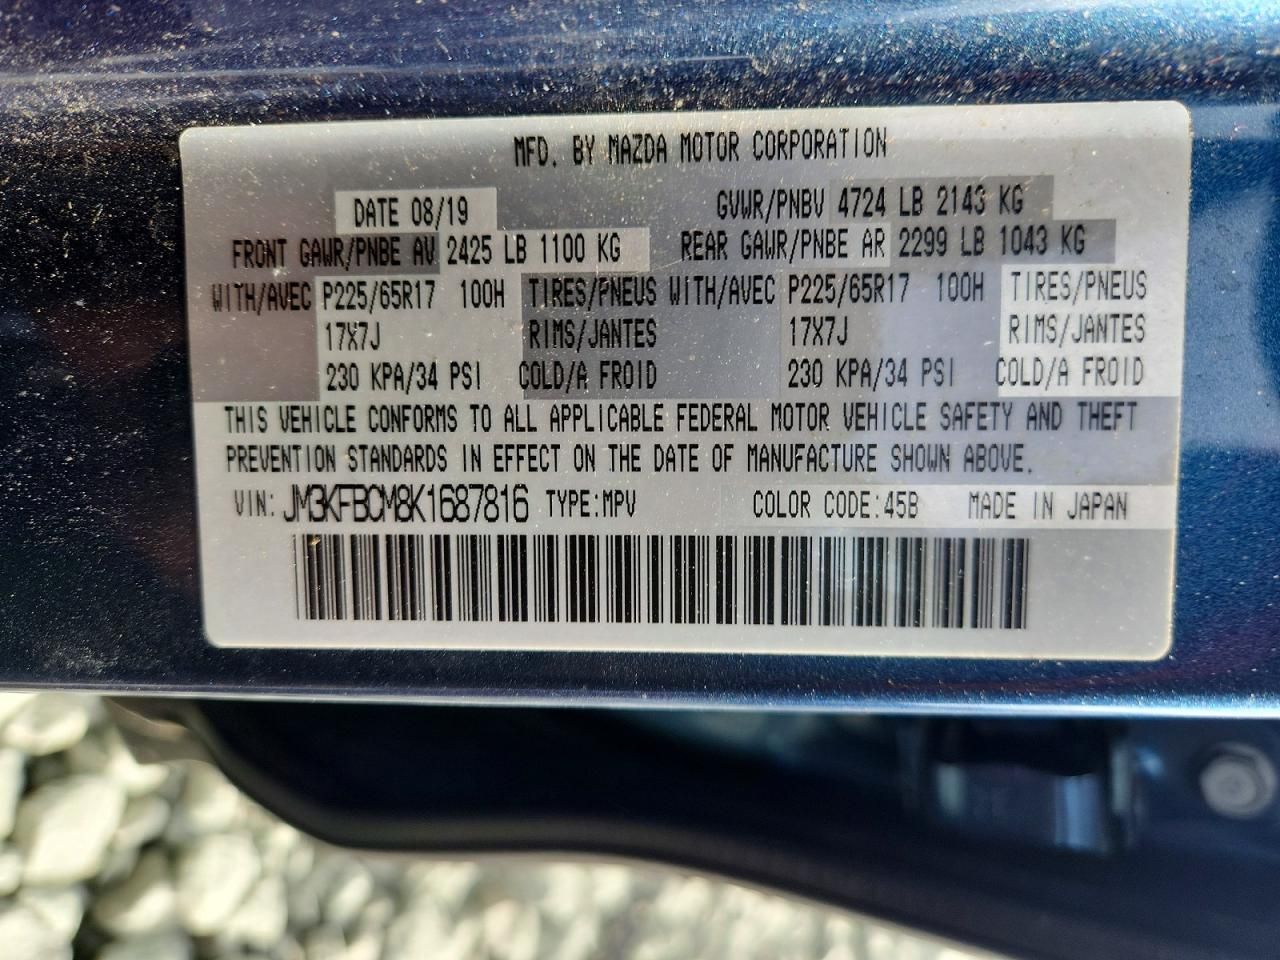 MFD. BY MAZDA MOTOR CORPORATION
DATE 08/19 GVWR/PNBV 4724 LB 2143 KG
FRONT GAWR/PNBE AV 2425 LB 1100 KG REAR GAWR/PNBE AR 2299 LB 1043 KG
WITH/AVEC P225/65R17 100H TIRES/PNEUS WITH/AVEC P225/65R17 100H TIRES/PNEUS
17X7J RIMS/JANTES 17X7J RIMS/JANTES
230 KPA/34 PSI COLD/A FROID 230 KPA/34 PSI COLD/A FROID
THIS VEHICLE CONFORMS TO ALL APPLICABLE FEDERAL MOTOR VEHICLE SAFETY AND THEFT
PREVENTION STANDARDS IN EFFECT ON THE DATE OF MANUFACTURE SHOWN ABOVE.
VIN: JM3KFBCM8K1687816 TYPE:MPV COLOR CODE:45B MADE IN JAPAN